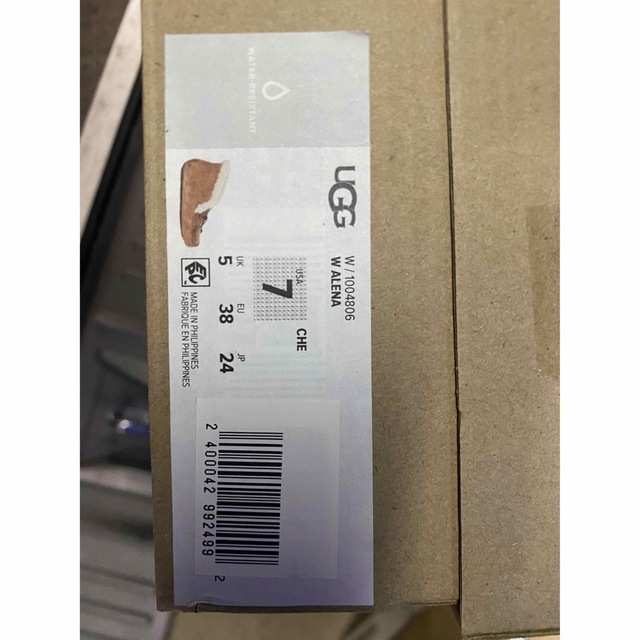 WATER RESISTANT
UGG
W / 1004806
W ALENA
USA
7
CHE
UK
5
EU
38
JP
24
MADE IN PHILIPPINES
FABRIQUE EN PHILIPPINES
2 400042 992499 2